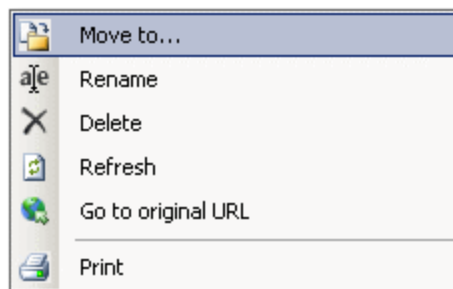 Move to...
Rename
Delete
Refresh
Go to original URL
Print